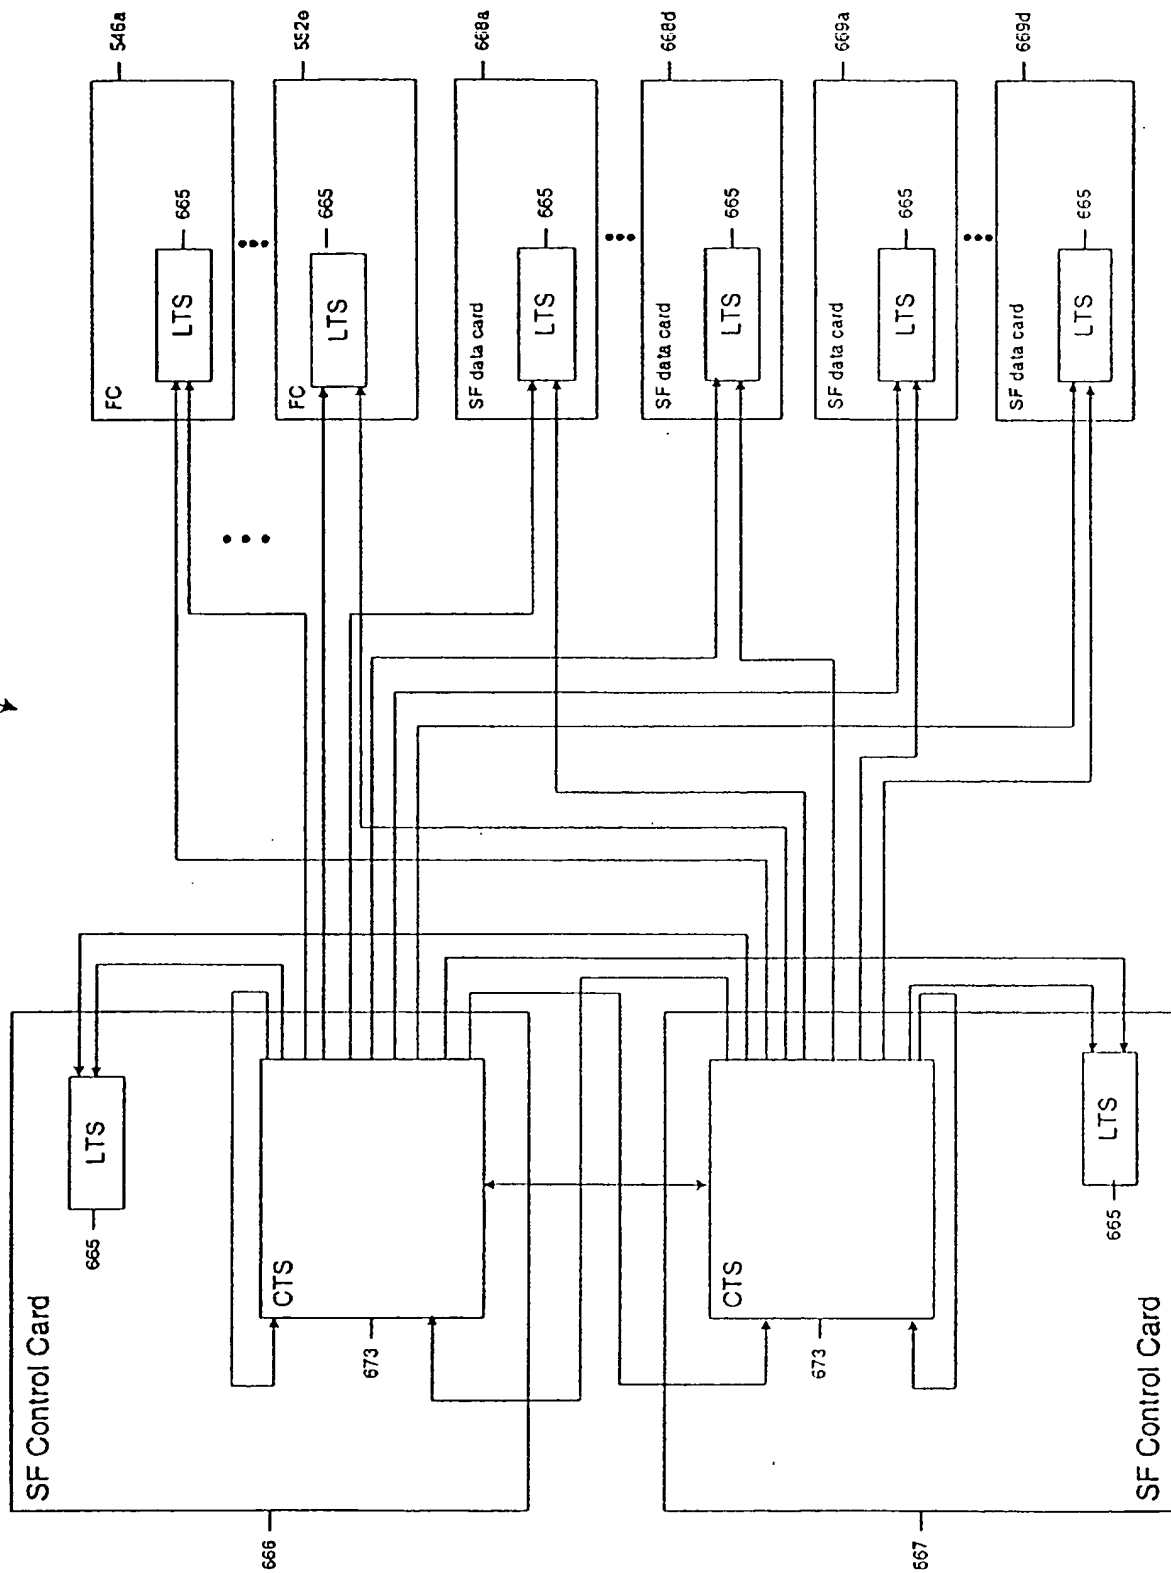 SF Control Card
666
LTS
665
CTS
673
SF Control Card
667
LTS
665
CTS
673
FC
546a
LTS
665
FC
552e
LTS
665
SF data card
668a
LTS
665
SF data card
668d
LTS
665
SF data card
669a
LTS
665
SF data card
669d
LTS
665